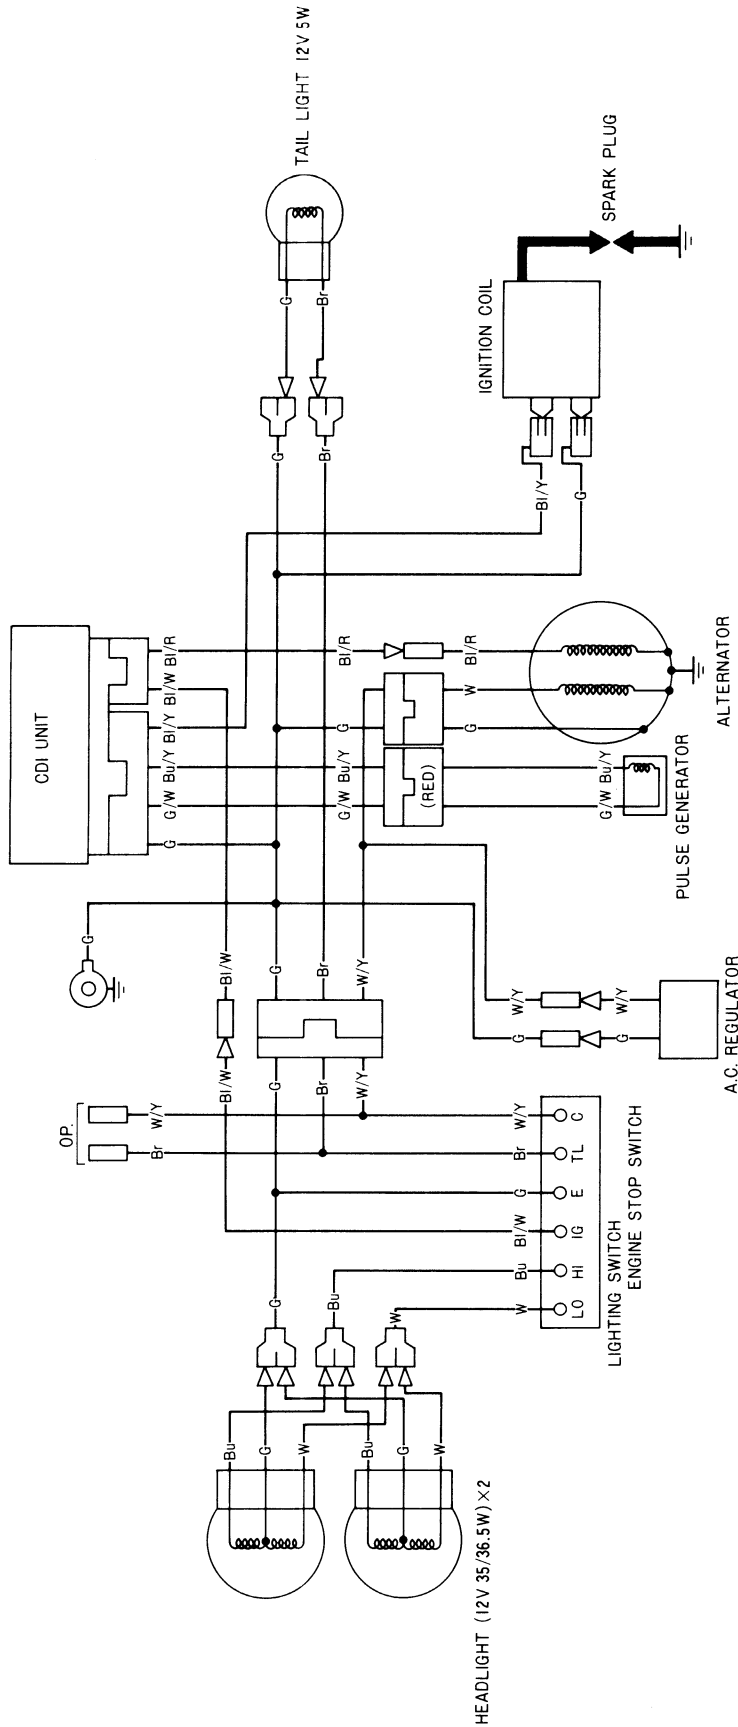 TAIL LIGHT 12V 5W
G
Br
SPARK PLUG
IGNITION COIL
G
Br
Bl/Y
G
CDI UNIT
Bl/R
Bl/W
Bl/Y
Bu/Y
G/W
G
Bl/R
Bl/R
W
G
G
Bu/Y
G/W
(RED)
Bu/Y
G/W
ALTERNATOR
PULSE GENERATOR
G
Bl/W
G
Br
W/Y
W/Y
G
W/Y
G
A.C. REGULATOR
Bl/W
G
Br
W/Y
OP.
W/Y
Br
W/Y
Br
G
Bl/W
Bu
W
C
TL
E
IG
HI
LO
LIGHTING SWITCH
ENGINE STOP SWITCH
G
Bu
W
Bu
G
W
Bu
G
W
HEADLIGHT (12V 35/36.5W)×2